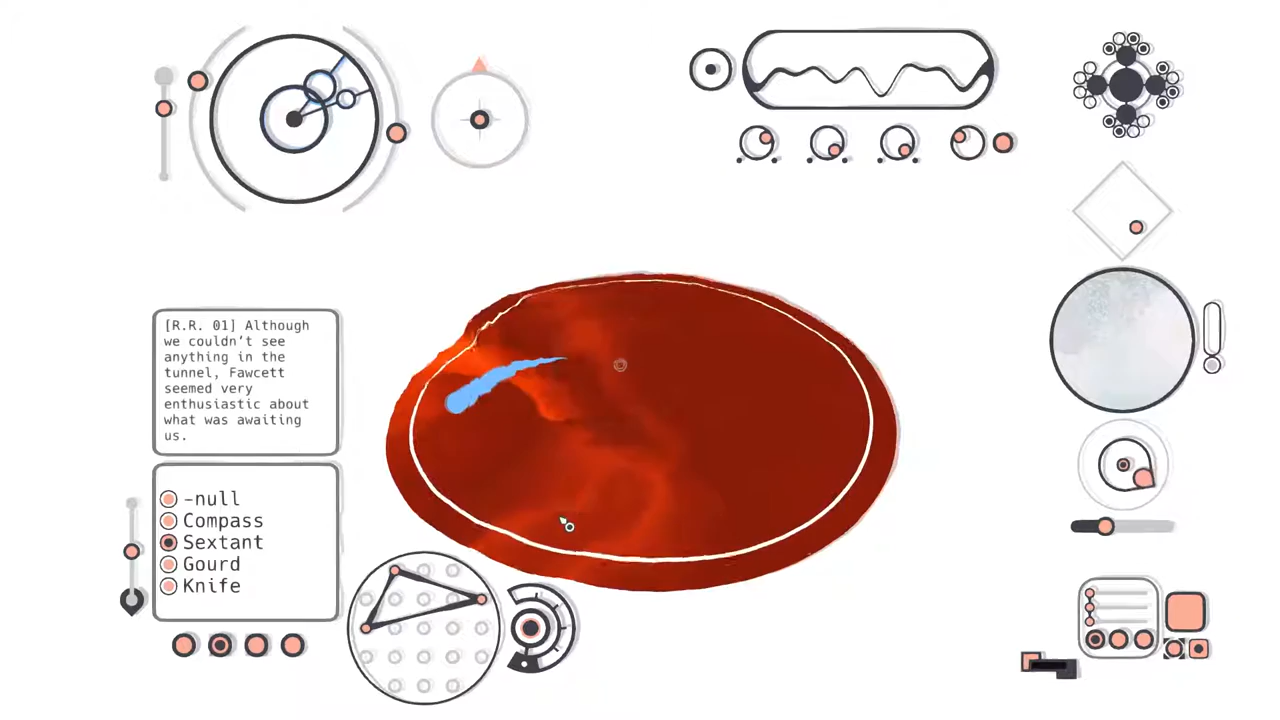 [R.R. 01] Although
we couldn't see
anything in the
tunnel, Fawcett
seemed very
enthusiastic about
what was awaiting
us.
-null
Compass
Sextant
Gourd
Knife